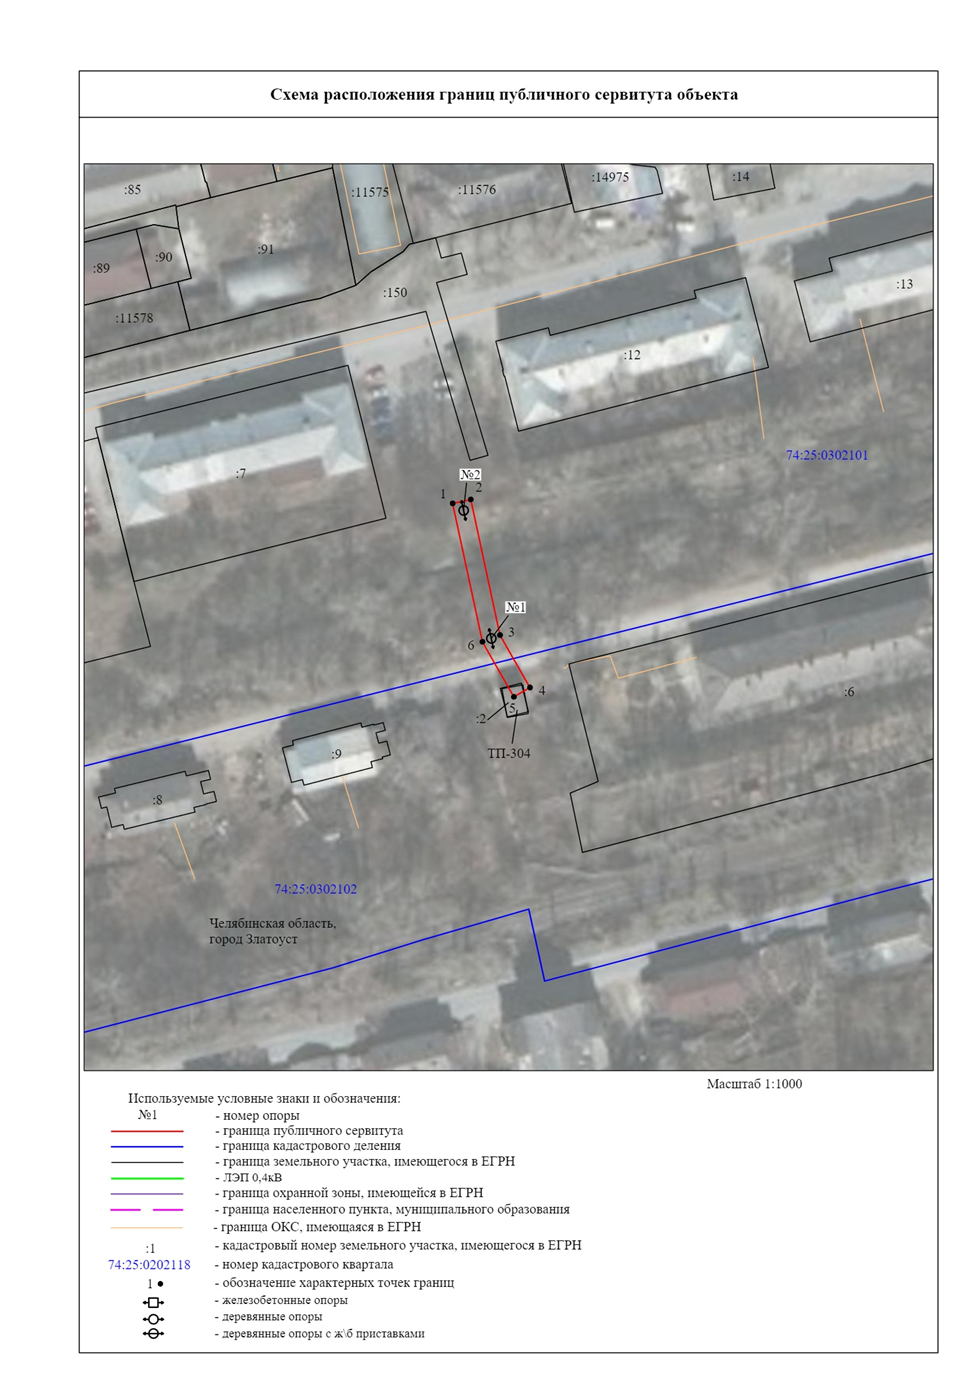 Схема расположения границ публичного сервитута объекта
:85
:11575
:11576
:14975
:14
:89
:90
:91
:150
:13
:11578
:12
:7
74:25:0302101
№2
1
2
№1
3
6
4
5
:2
:6
ТП-304
:9
:8
74:25:0302102
Челябинская область,
город Златоуст
Масштаб 1:1000
Используемые условные знаки и обозначения:
№1 - номер опоры
- граница публичного сервитута
- граница кадастрового деления
- граница земельного участка, имеющегося в ЕГРН
- ЛЭП 0,4кВ
- граница охранной зоны, имеющейся в ЕГРН
- граница населенного пункта, муниципального образования
- граница ОКС, имеющаяся в ЕГРН
:1 - кадастровый номер земельного участка, имеющегося в ЕГРН
74:25:0202118 - номер кадастрового квартала
1 - обозначение характерных точек границ
- железобетонные опоры
- деревянные опоры
- деревянные опоры с ж\б приставками